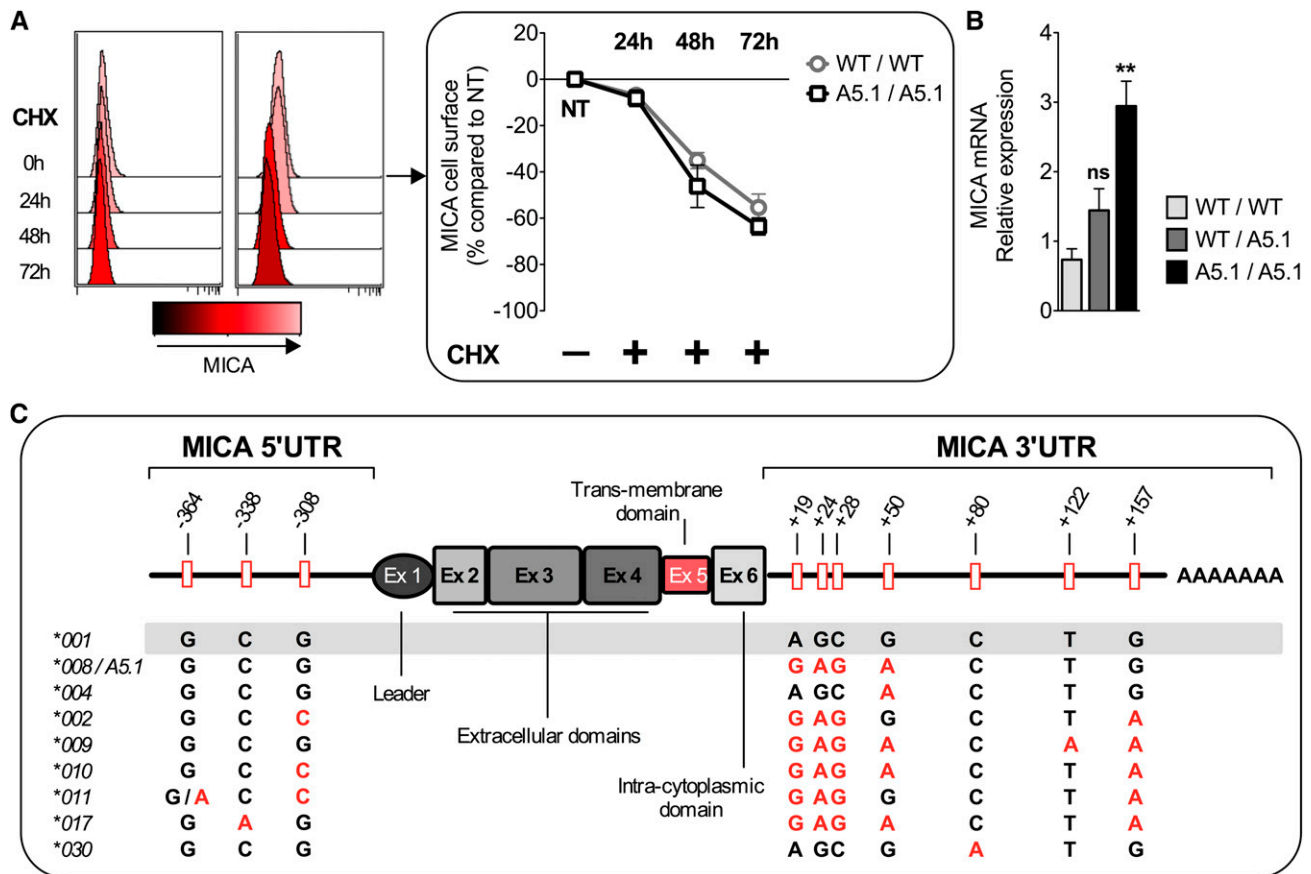 A
CHX
0h
24h
48h
72h
MICA
MICA cell surface
(% compared to NT)
20
0
-20
-40
-60
-80
-100
24h 48h 72h
NT
CHX − + + +
WT / WT
A5.1 / A5.1
B
MICA mRNA
Relative expression
4
3
2
1
0
ns
**
WT / WT
WT / A5.1
A5.1 / A5.1
C
MICA 5'UTR
MICA 3'UTR
Trans-membrane
domain
-364 -338 -308
+19 +24 +28 +50 +80 +122 +157
Ex 1 Ex 2 Ex 3 Ex 4 Ex 5 Ex 6 AAAAAAA
Leader
Extracellular domains
Intra-cytoplasmic
domain
*001 G C G A G C G C T G
*008 / A5.1 G C G G A G A C T G
*004 G C G A G C A C T G
*002 G C C G A G G C T A
*009 G C G G A G A C A A
*010 G C C G A G A C T A
*011 G / A C C G A G G C T A
*017 G A G G A G A C T A
*030 G C G A G C G A T G